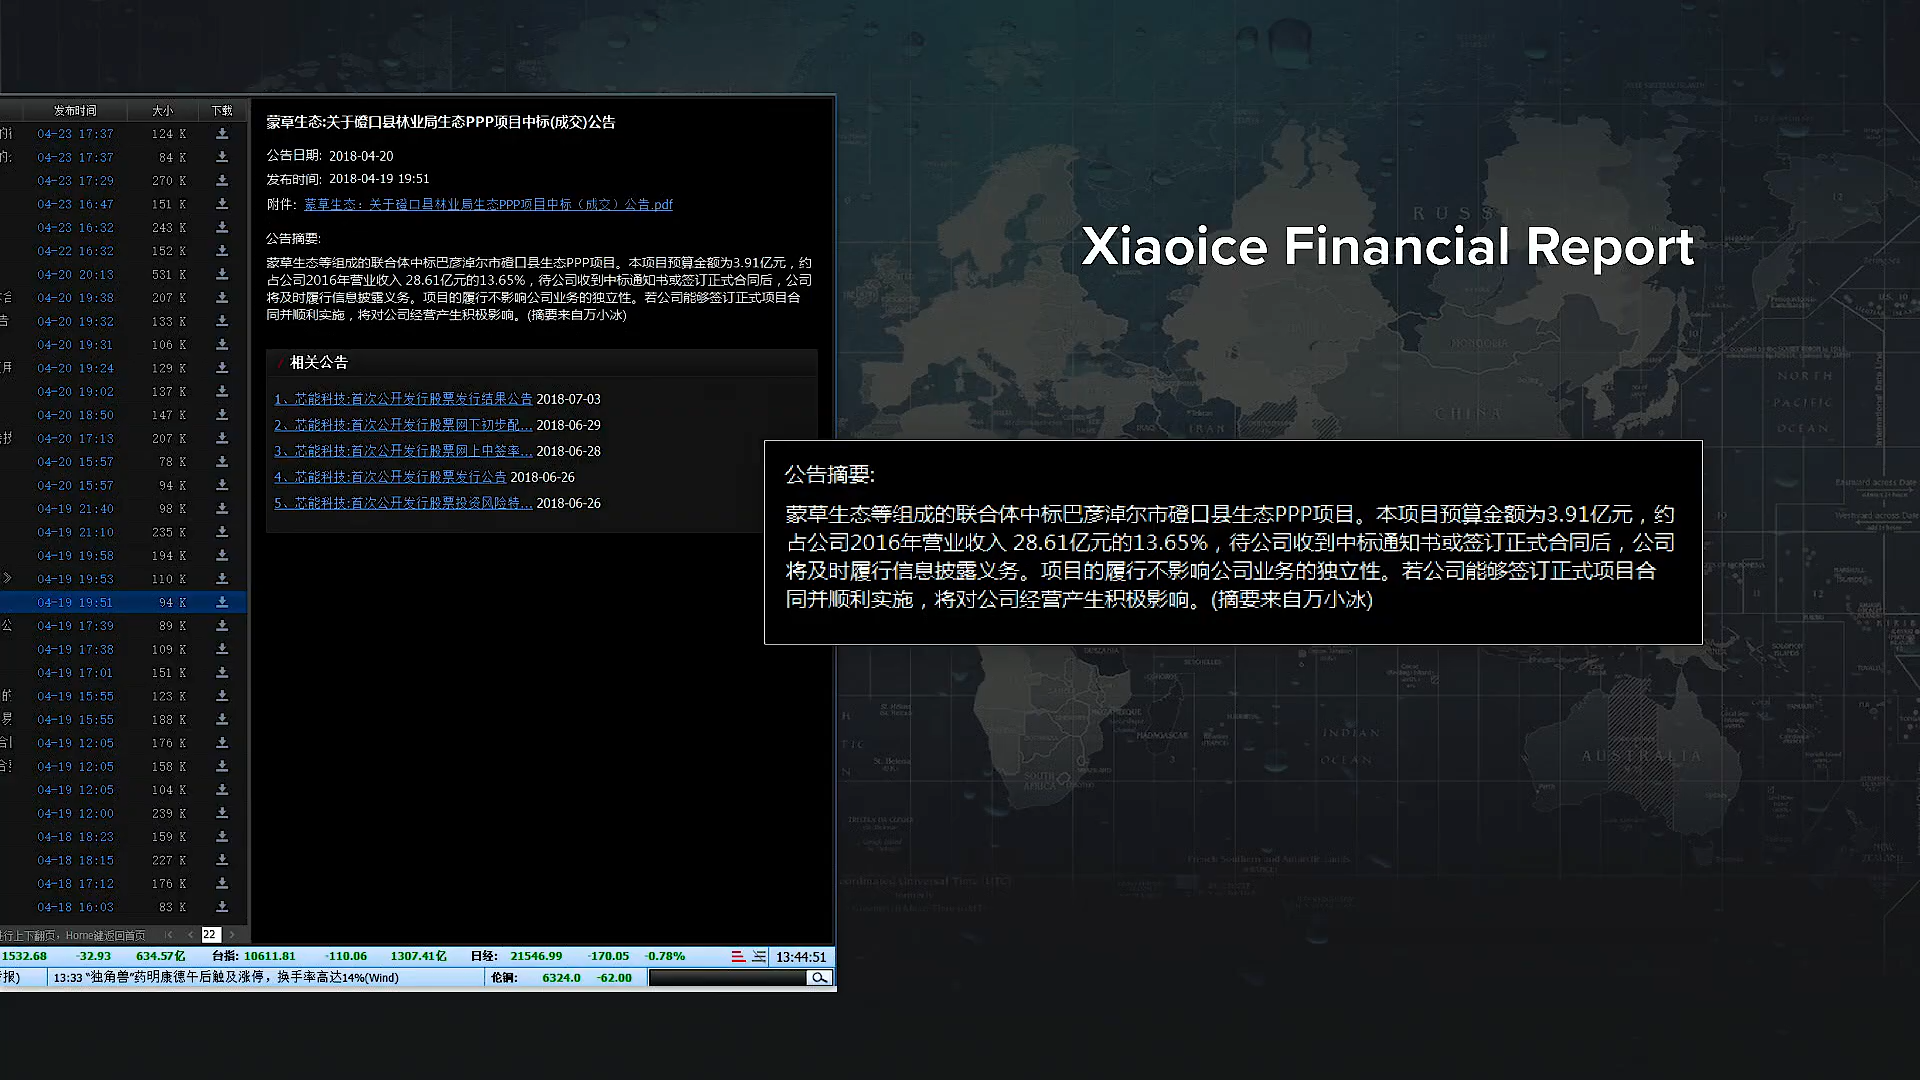 Xiaoice Financial Report
发布时间 大小 下载
04-23 17:37 124 K
04-23 17:37 84 K
04-23 17:29 270 K
04-23 16:47 151 K
04-23 16:32 243 K
04-22 16:32 152 K
04-20 20:13 531 K
04-20 19:38 207 K
04-20 19:32 133 K
04-20 19:31 106 K
04-20 19:24 129 K
04-20 19:02 137 K
04-20 18:50 147 K
04-20 17:13 207 K
04-20 15:57 78 K
04-20 15:57 94 K
04-19 21:40 98 K
04-19 21:10 235 K
04-19 19:58 194 K
04-19 19:53 110 K
04-19 19:51 94 K
04-19 17:39 89 K
04-19 17:38 109 K
04-19 17:01 151 K
04-19 15:55 123 K
04-19 15:55 188 K
04-19 12:05 176 K
04-19 12:05 158 K
04-19 12:05 104 K
04-19 12:00 239 K
04-18 18:23 159 K
04-18 18:15 227 K
04-18 17:12 176 K
04-18 16:03 83 K
行上下翻页，Home键返回首页 22
蒙草生态:关于磴口县林业局生态PPP项目中标(成交)公告
公告日期: 2018-04-20
发布时间: 2018-04-19 19:51
附件: 蒙草生态：关于磴口县林业局生态PPP项目中标（成交）公告.pdf
公告摘要:
蒙草生态等组成的联合体中标巴彦淖尔市磴口县生态PPP项目。本项目预算金额为3.91亿元，约
占公司2016年营业收入 28.61亿元的13.65%，待公司收到中标通知书或签订正式合同后，公司
将及时履行信息披露义务。项目的履行不影响公司业务的独立性。若公司能够签订正式项目合
同并顺利实施，将对公司经营产生积极影响。(摘要来自万小冰)
相关公告
1、芯能科技:首次公开发行股票发行结果公告 2018-07-03
2、芯能科技:首次公开发行股票网下初步配... 2018-06-29
3、芯能科技:首次公开发行股票网上中签率... 2018-06-28
4、芯能科技:首次公开发行股票发行公告 2018-06-26
5、芯能科技:首次公开发行股票投资风险特... 2018-06-26
公告摘要:
蒙草生态等组成的联合体中标巴彦淖尔市磴口县生态PPP项目。本项目预算金额为3.91亿元，约
占公司2016年营业收入 28.61亿元的13.65%，待公司收到中标通知书或签订正式合同后，公司
将及时履行信息披露义务。项目的履行不影响公司业务的独立性。若公司能够签订正式项目合
同并顺利实施，将对公司经营产生积极影响。(摘要来自万小冰)
1532.68 -32.93 634.57亿 台指: 10611.81 -110.06 1307.41亿 日经: 21546.99 -170.05 -0.78% 13:44:51
报) 13:33 “独角兽”药明康德午后触及涨停，换手率高达14%(Wind) 伦铜: 6324.0 -62.00
RUSSIA
MONGOLIA
CHINA
IRAN
NORTH
PACIFIC
OCEAN
INDIAN
OCEAN
MADAGASCAR
SOUTH
AFRICA
AUSTRALIA